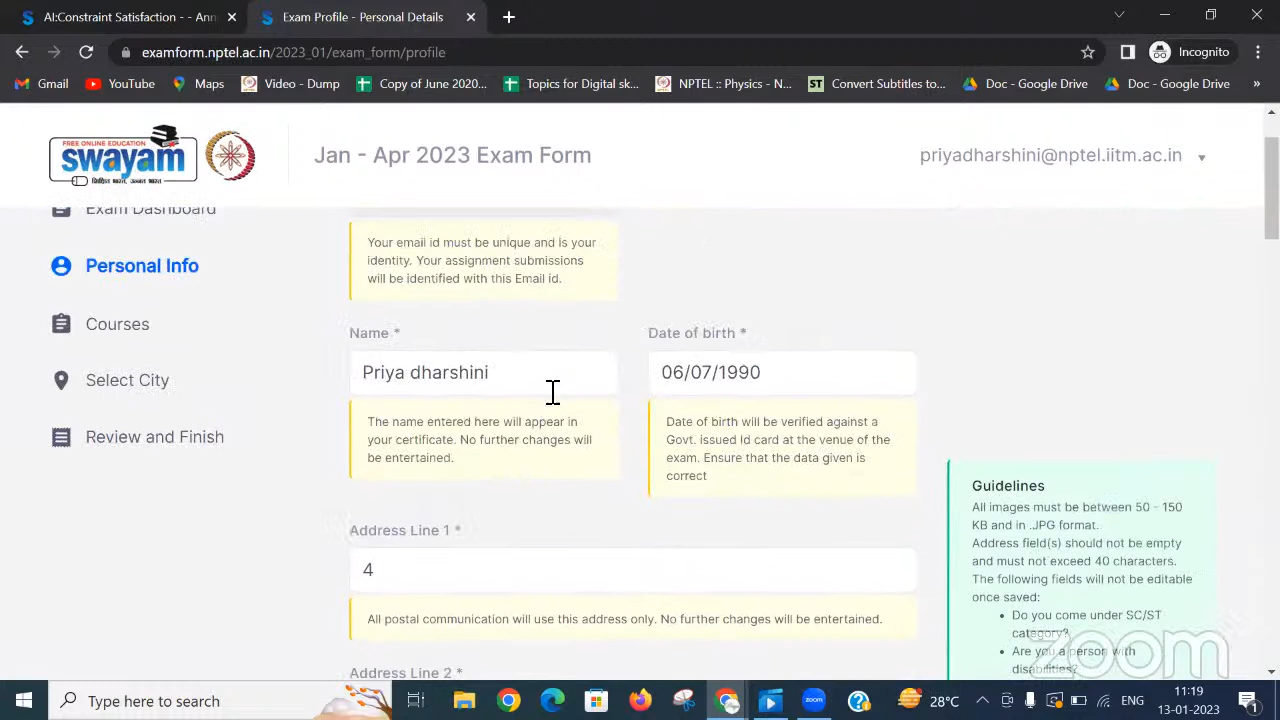 AI:Constraint Satisfaction - - Ann
Exam Profile - Personal Details
examform.nptel.ac.in/2023_01/exam_form/profile
Incognito
Gmail
YouTube
Maps
Video - Dump
Copy of June 2020...
Topics for Digital sk...
NPTEL :: Physics - N...
ST
Convert Subtitles to...
Doc - Google Drive
Doc - Google Drive
»
FREE ONLINE EDUCATION
swayam
शिक्षित भारत, उन्नत भारत
Jan - Apr 2023 Exam Form
priyadharshini@nptel.iitm.ac.in
Exam Dashboard
Personal Info
Courses
Select City
Review and Finish
Your email id must be unique and is your
identity. Your assignment submissions
will be identified with this Email id.
Name *
Priya dharshini
The name entered here will appear in
your certificate. No further changes will
be entertained.
Date of birth *
06/07/1990
Date of birth will be verified against a
Govt. issued Id card at the venue of the
exam. Ensure that the data given is
correct
Address Line 1 *
4
All postal communication will use this address only. No further changes will be entertained.
Address Line 2 *
Guidelines
All images must be between 50 - 150
KB and in .JPG format.
Address field(s) should not be empty
and must not exceed 40 characters.
The following fields will not be editable
once saved:
• Do you come under SC/ST
category?
• Are you a person with
disabilities?
zoom
Type here to search
zoom
28°C
ENG
11:19
13-01-2023
1